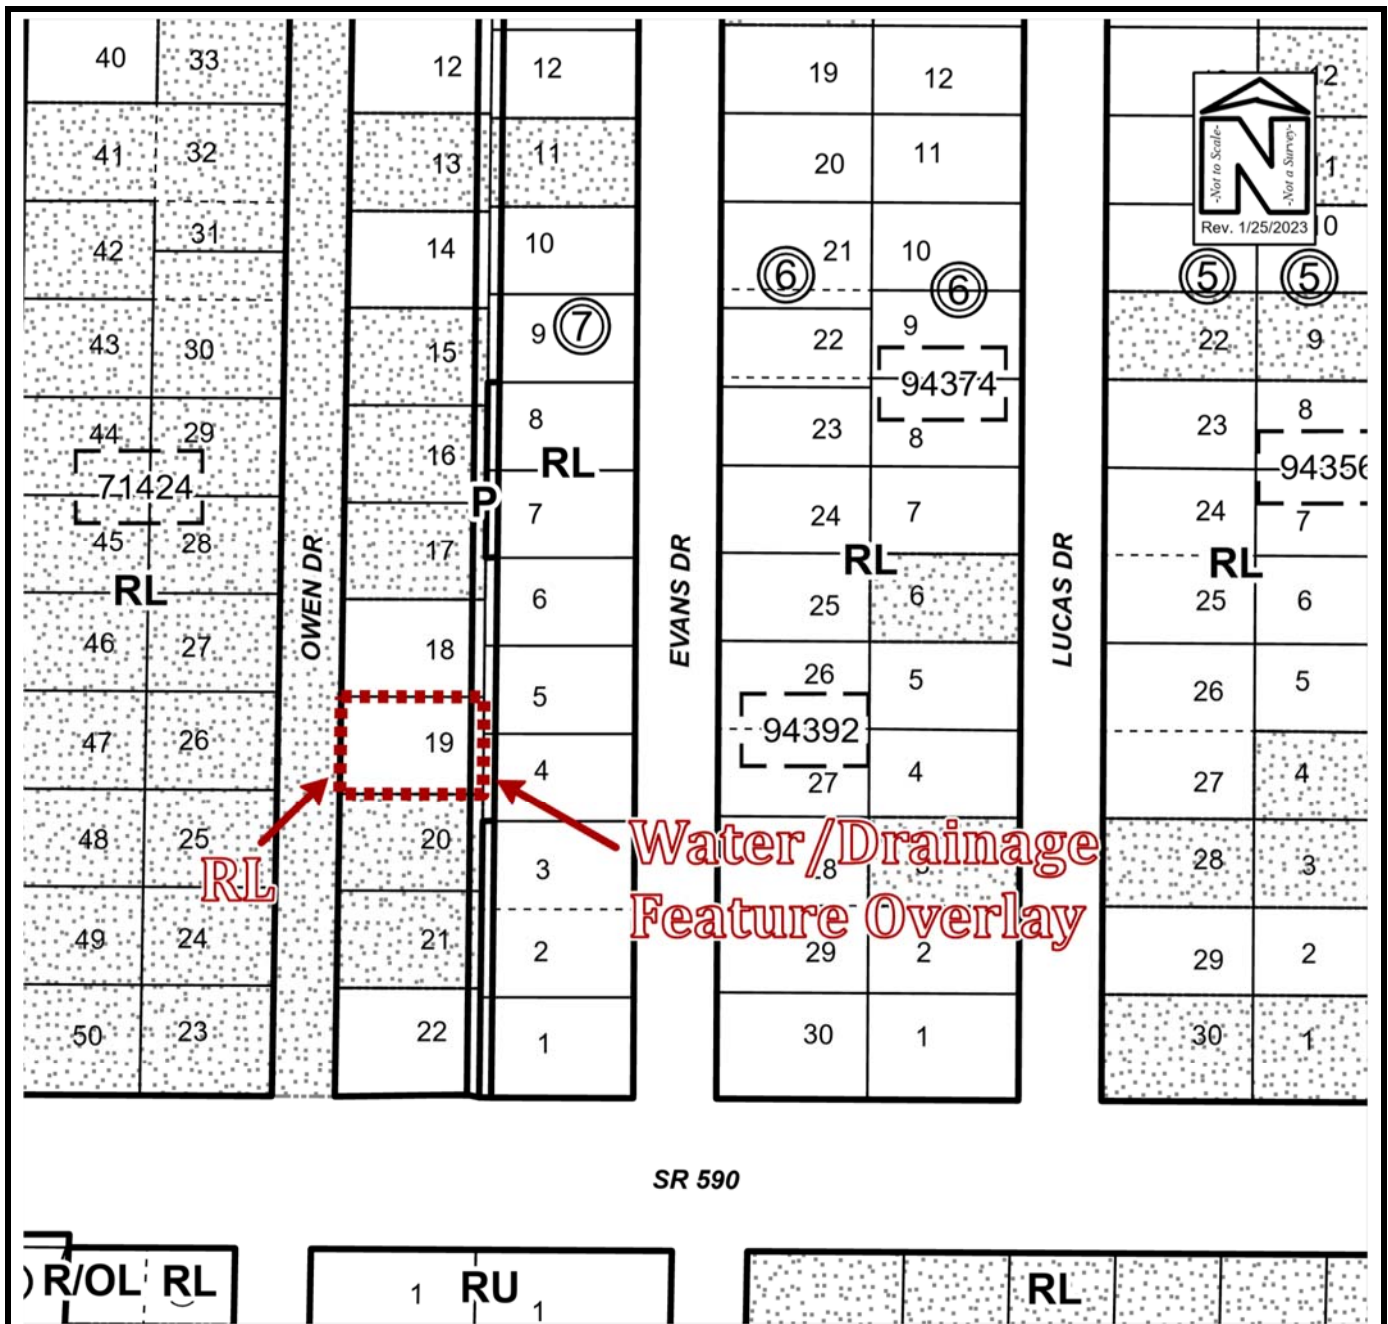 40 33 12 12 19 12 12
41 32 13 11 20 11 1
-Not to Scale-
N
-Not a Survey-
Rev. 1/25/2023
42 31 14 10 21 10 10
6 6 5 5
43 30 15 9 7 22 9 22 9
94374
44 29 16 8 23 8 23 8
71424
RL
94356
P
45 28 17 7 24 7 24 7
RL
OWEN DR
EVANS DR
RL
LUCAS DR
RL
46 27 18 6 25 6 25 6
47 26 19 5 26 5 26 5
94392
4 27 4 27 4
48 25 20 3 28 3
RL
Water/Drainage
Feature Overlay
49 24 21 2 29 2 29 2
50 23 22 1 30 1 30 1
SR 590
R/OL RL 1 RU 1 RL